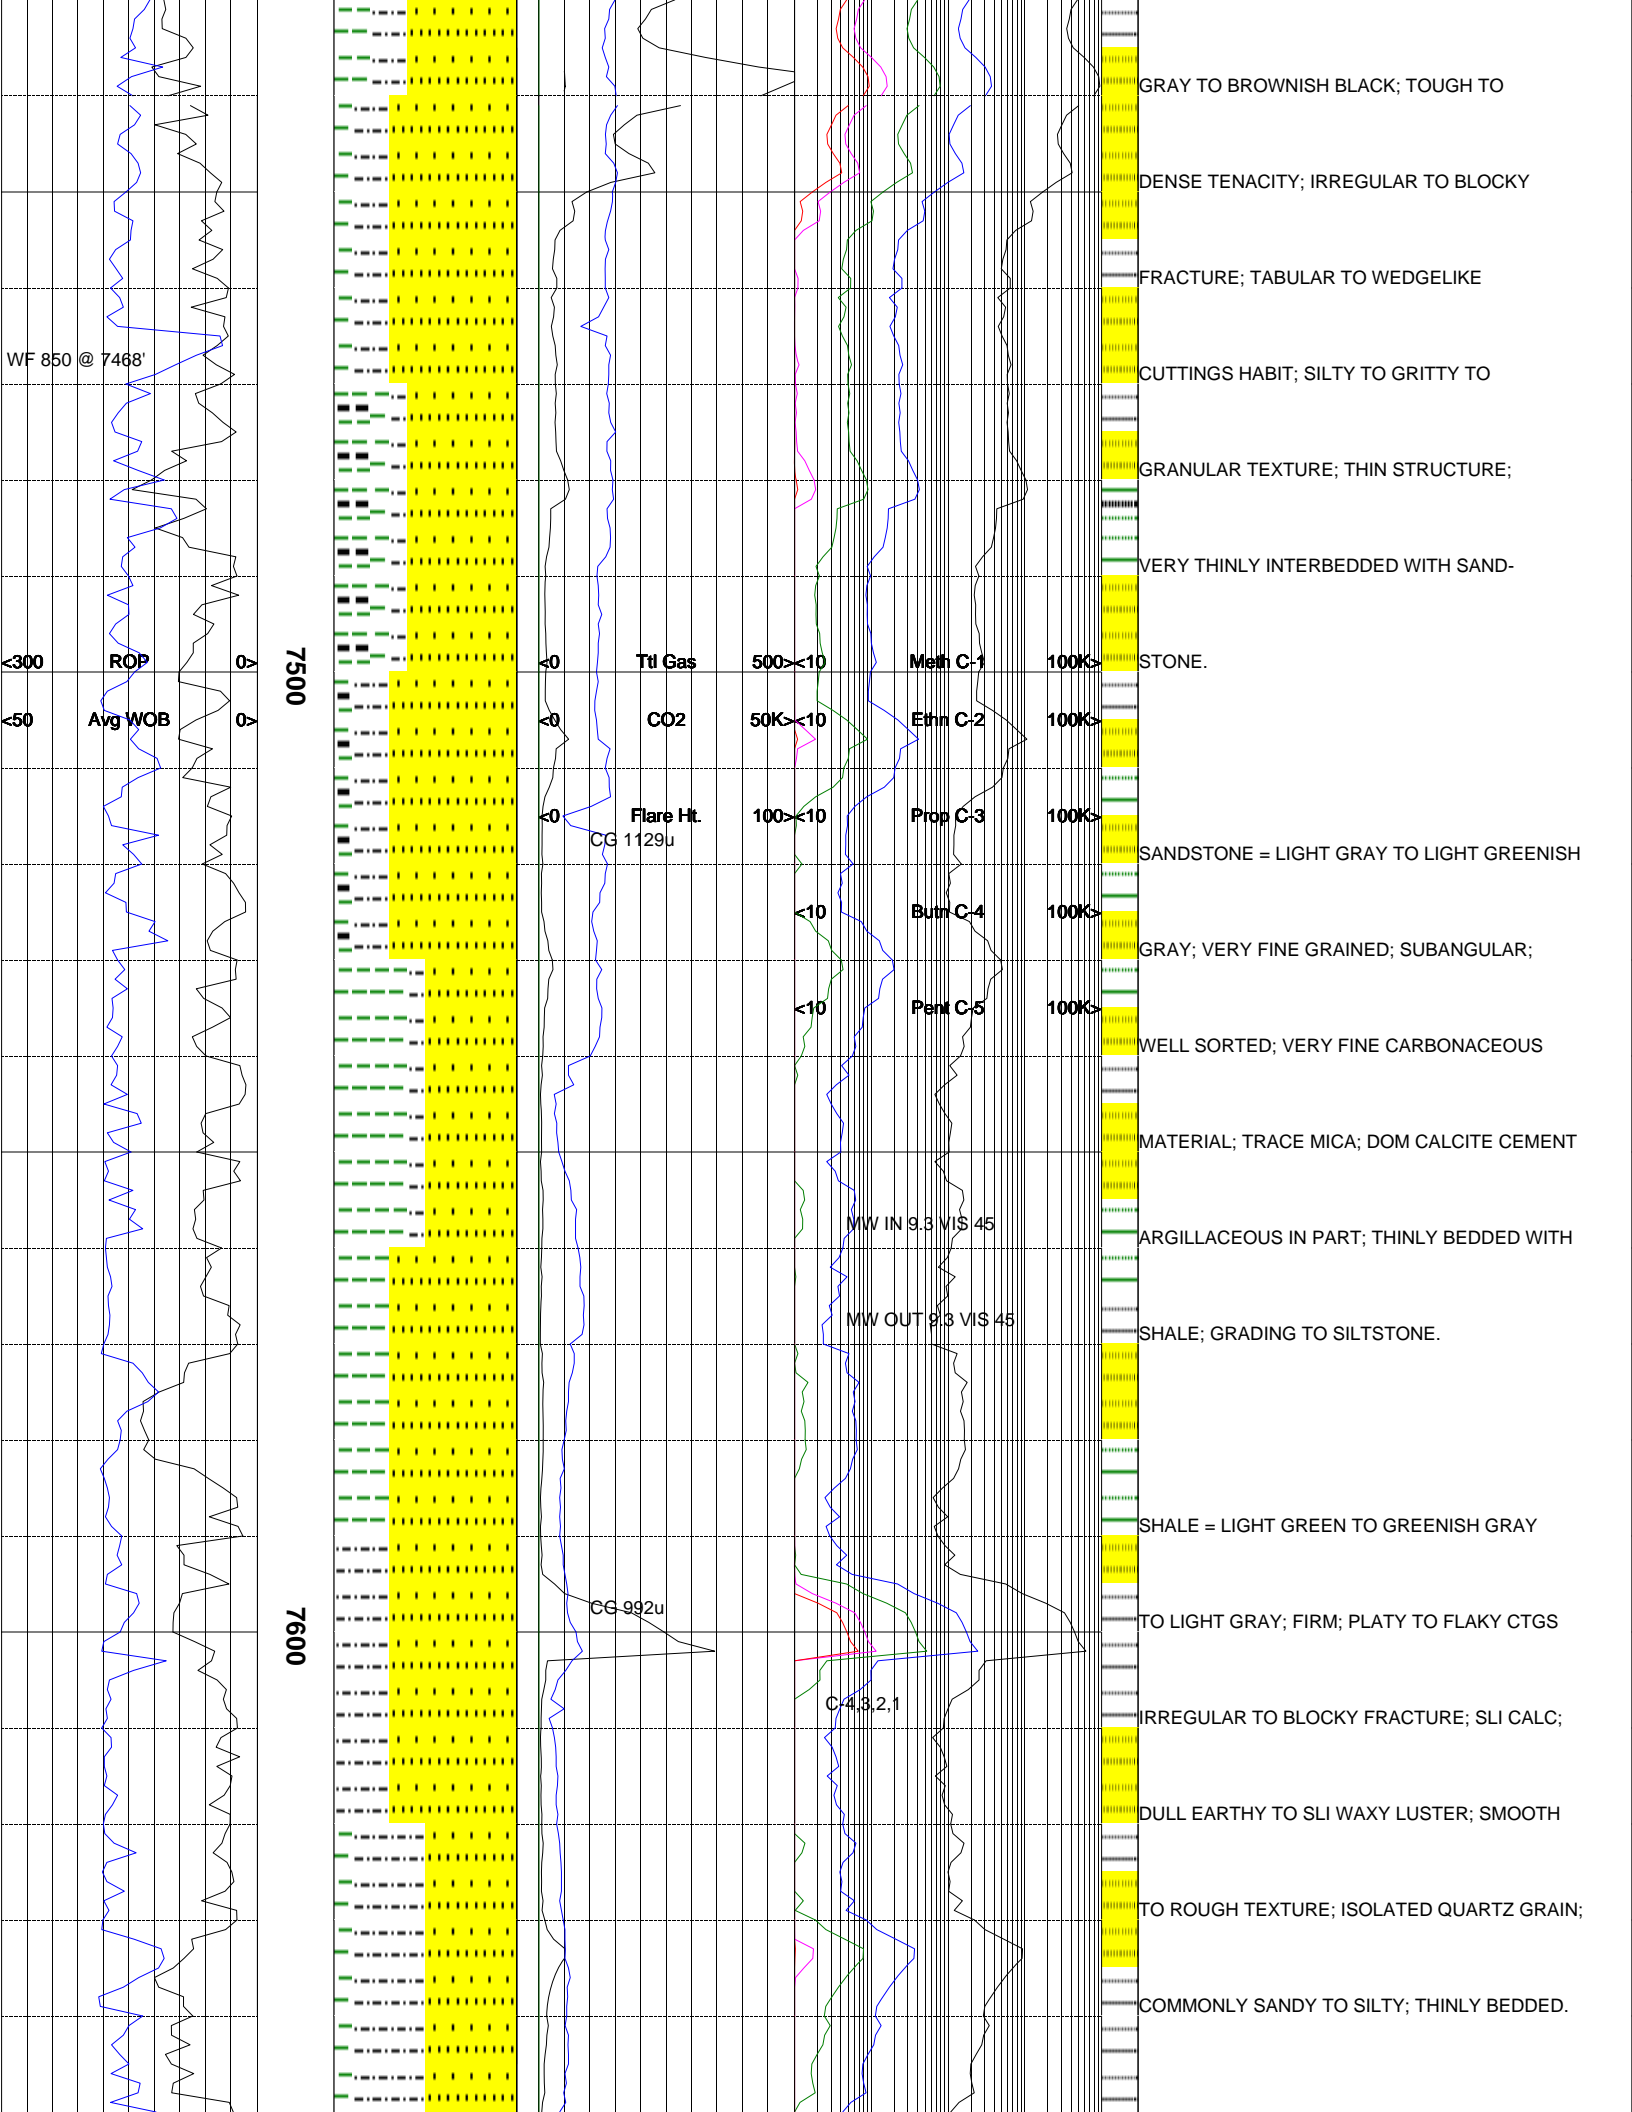 GRAY TO BROWNISH BLACK; TOUGH TO
DENSE TENACITY; IRREGULAR TO BLOCKY
FRACTURE; TABULAR TO WEDGELIKE
WF 850 @ 7468'
CUTTINGS HABIT; SILTY TO GRITTY TO
GRANULAR TEXTURE; THIN STRUCTURE;
VERY THINLY INTERBEDDED WITH SAND-
<300 ROP 0> 7500 <0 Ttl Gas 500> <10 Meth C-1 100K> STONE.
<50 Avg WOB 0> <0 CO2 50K> <10 Ethn C-2 100K>
<0 Flare Ht. 100> <10 Prop C-3 100K>
CG 1129u
SANDSTONE = LIGHT GRAY TO LIGHT GREENISH
<10 Butn C-4 100K>
GRAY; VERY FINE GRAINED; SUBANGULAR;
<10 Pent C-5 100K>
WELL SORTED; VERY FINE CARBONACEOUS
MATERIAL; TRACE MICA; DOM CALCITE CEMENT
MW IN 9.3 VIS 45
ARGILLACEOUS IN PART; THINLY BEDDED WITH
MW OUT 9.3 VIS 45
SHALE; GRADING TO SILTSTONE.
SHALE = LIGHT GREEN TO GREENISH GRAY
CG 992u
7600
TO LIGHT GRAY; FIRM; PLATY TO FLAKY CTGS
C-4,3,2,1
IRREGULAR TO BLOCKY FRACTURE; SLI CALC;
DULL EARTHY TO SLI WAXY LUSTER; SMOOTH
TO ROUGH TEXTURE; ISOLATED QUARTZ GRAIN;
COMMONLY SANDY TO SILTY; THINLY BEDDED.